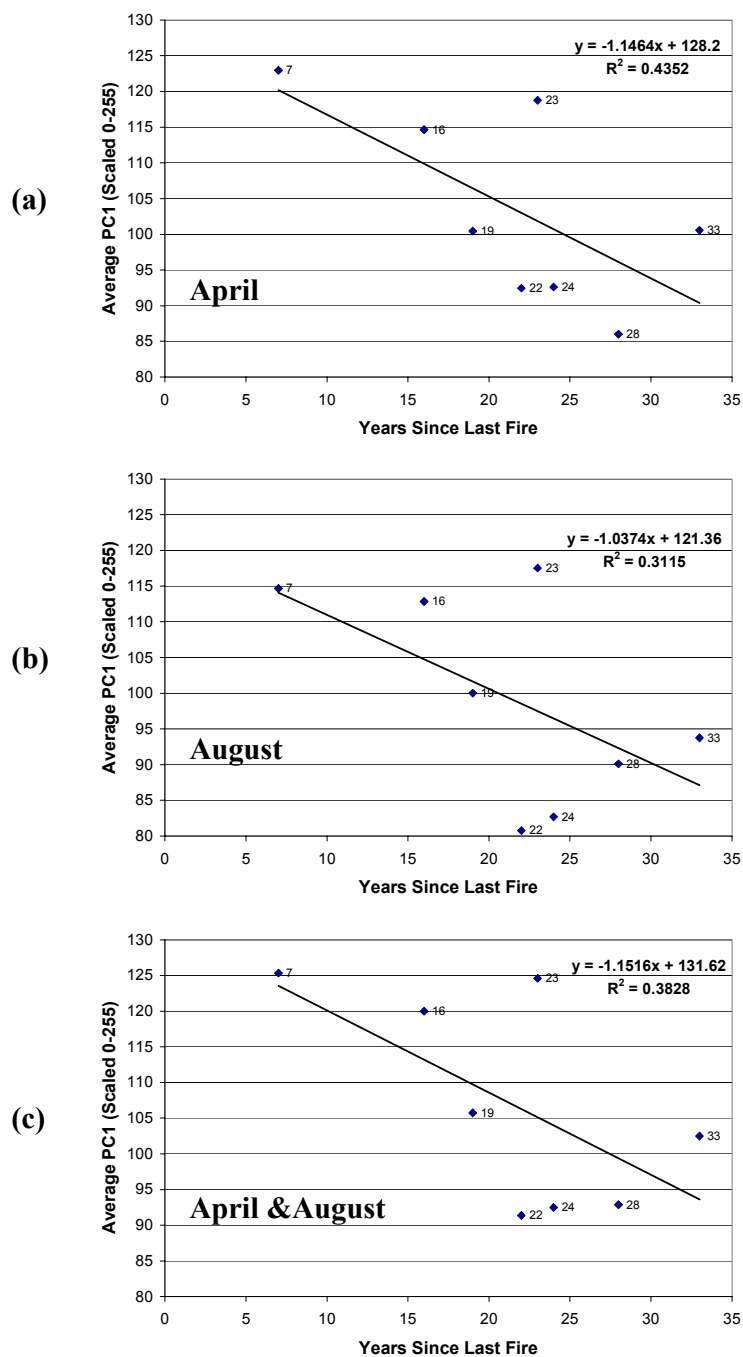 (a)
Average PC1 (Scaled 0-255)
130
125
120
115
110
105
100
95
90
85
80
y = -1.1464x + 128.2
R² = 0.4352
7
16
23
19
33
22
24
28
April
0 5 10 15 20 25 30 35
Years Since Last Fire
(b)
Average PC1 (Scaled 0-255)
130
125
120
115
110
105
100
95
90
85
80
y = -1.0374x + 121.36
R² = 0.3115
7
16
23
19
33
28
24
22
August
0 5 10 15 20 25 30 35
Years Since Last Fire
(c)
Average PC1 (Scaled 0-255)
130
125
120
115
110
105
100
95
90
85
80
y = -1.1516x + 131.62
R² = 0.3828
7
23
16
19
33
22
24
28
April &August
0 5 10 15 20 25 30 35
Years Since Last Fire